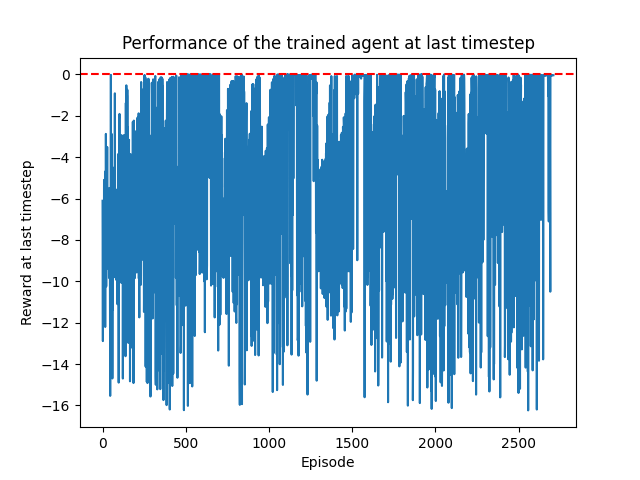 Performance of the trained agent at last timestep
0
−2
−4
−6
−8
−10
−12
−14
−16
Reward at last timestep
0 500 1000 1500 2000 2500
Episode